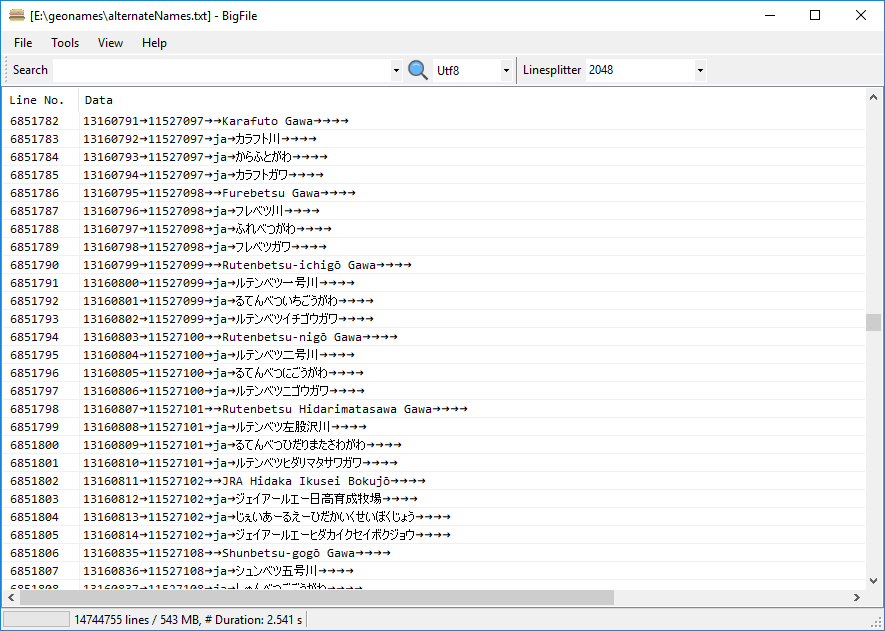 [E:\geonames\alternateNames.txt] - BigFile
File Tools View Help
Search Utf8 Linesplitter 2048
Line No. Data
6851782 13160791→11527097→→Karafuto Gawa→→→→
6851783 13160792→11527097→ja→カラフト川→→→→
6851784 13160793→11527097→ja→からふとがわ→→→→
6851785 13160794→11527097→ja→カラフトガワ→→→→
6851786 13160795→11527098→→Furebetsu Gawa→→→→
6851787 13160796→11527098→ja→フレベツ川→→→→
6851788 13160797→11527098→ja→ふれべつがわ→→→→
6851789 13160798→11527098→ja→フレベツガワ→→→→
6851790 13160799→11527099→→Rutenbetsu-ichigō Gawa→→→→
6851791 13160800→11527099→ja→ルテンベツ一号川→→→→
6851792 13160801→11527099→ja→るてんべついちごうがわ→→→→
6851793 13160802→11527099→ja→ルテンベツイチゴウガワ→→→→
6851794 13160803→11527100→→Rutenbetsu-nigō Gawa→→→→
6851795 13160804→11527100→ja→ルテンベツ二号川→→→→
6851796 13160805→11527100→ja→るてんべつにごうがわ→→→→
6851797 13160806→11527100→ja→ルテンベツニゴウガワ→→→→
6851798 13160807→11527101→→Rutenbetsu Hidarimatasawa Gawa→→→→
6851799 13160808→11527101→ja→ルテンベツ左股沢川→→→→
6851800 13160809→11527101→ja→るてんべつひだりまたさわがわ→→→→
6851801 13160810→11527101→ja→ルテンベツヒダリマタサワガワ→→→→
6851802 13160811→11527102→→JRA Hidaka Ikusei Bokujō→→→→
6851803 13160812→11527102→ja→ジェイアールエー日高育成牧場→→→→
6851804 13160813→11527102→ja→じぇいあーるえーひだかいくせいぼくじょう→→→→
6851805 13160814→11527102→ja→ジェイアールエーヒダカイクセイボクジョウ→→→→
6851806 13160835→11527108→→Shunbetsu-gogō Gawa→→→→
6851807 13160836→11527108→ja→シュンベツ五号川→→→→
6851808 13160837→11527108→ja→しゅんべつごごうがわ→→→→
14744755 lines / 543 MB, # Duration: 2.541 s